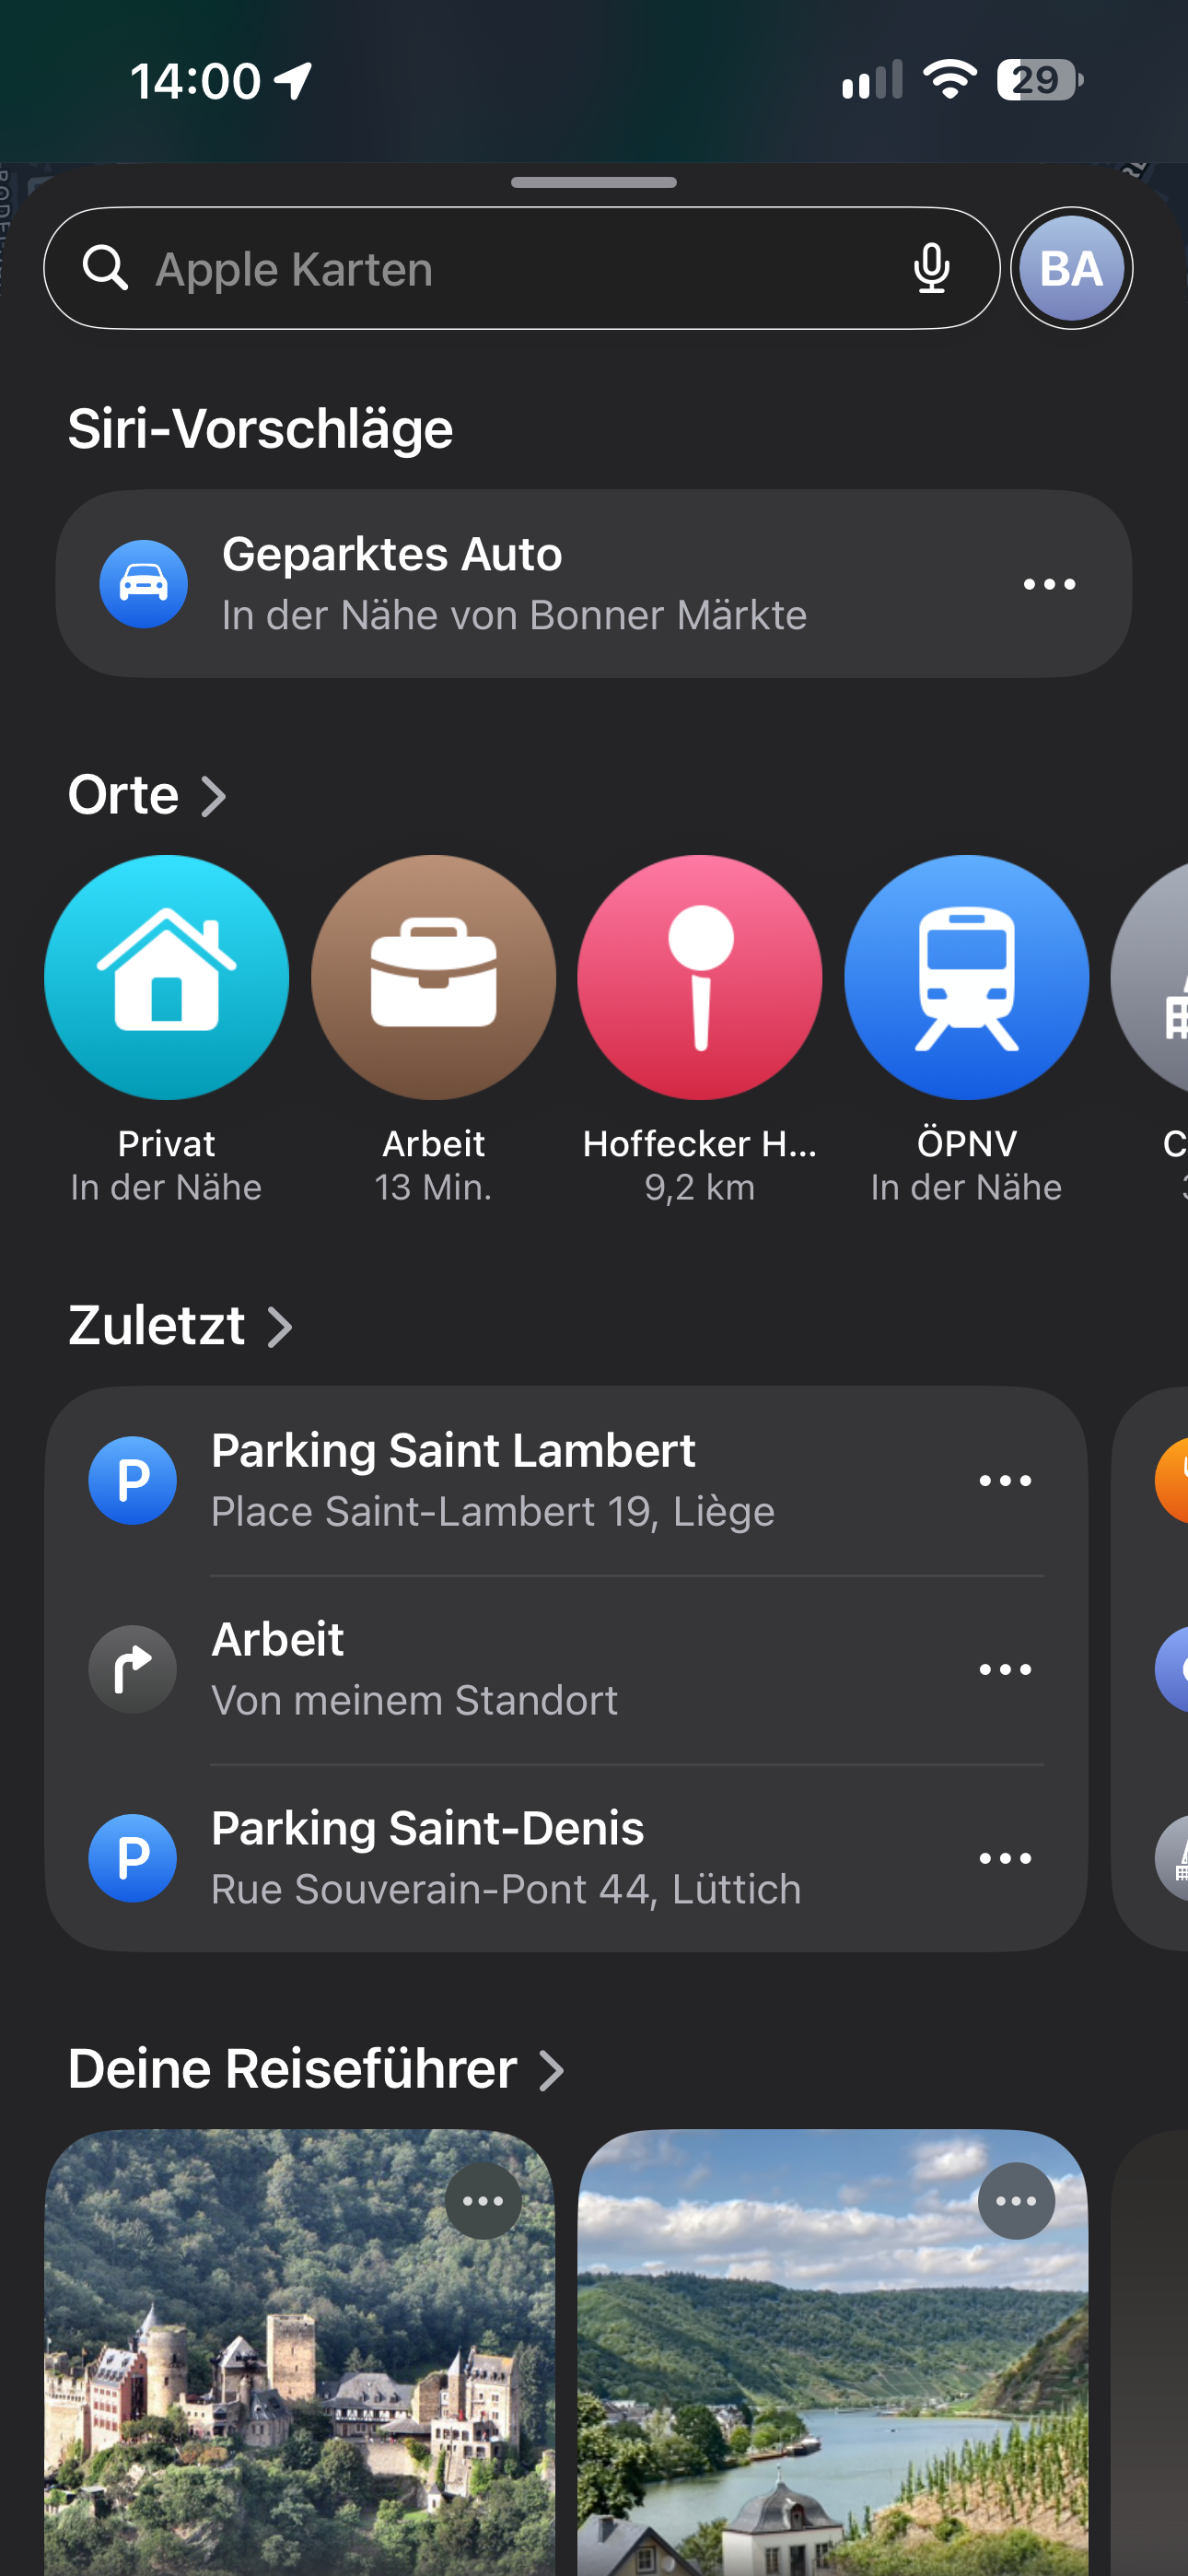 14:00
29
Apple Karten
BA
Siri-Vorschläge
Geparktes Auto
In der Nähe von Bonner Märkte
Orte
Privat
In der Nähe
Arbeit
13 Min.
Hoffecker H...
9,2 km
ÖPNV
In der Nähe
Zuletzt
P
Parking Saint Lambert
Place Saint-Lambert 19, Liège
Arbeit
Von meinem Standort
P
Parking Saint-Denis
Rue Souverain-Pont 44, Lüttich
Deine Reiseführer